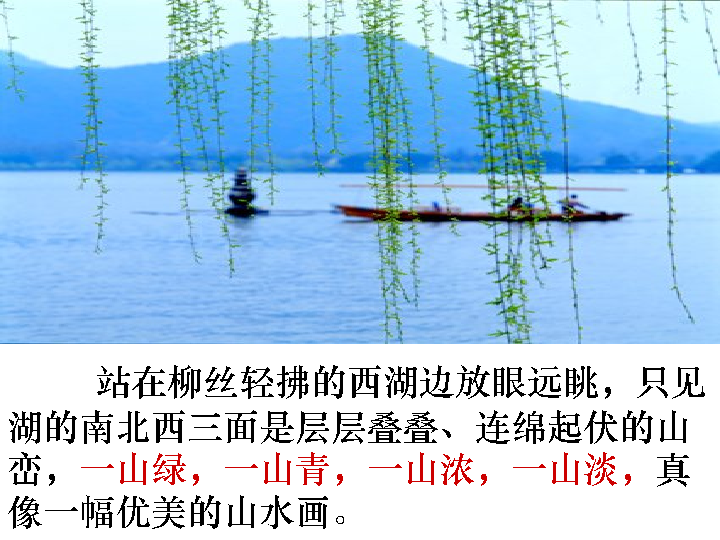 站在柳丝轻拂的西湖边放眼远眺，只见
湖的南北西三面是层层叠叠、连绵起伏的山
峦，一山绿，一山青，一山浓，一山淡，真
像一幅优美的山水画。